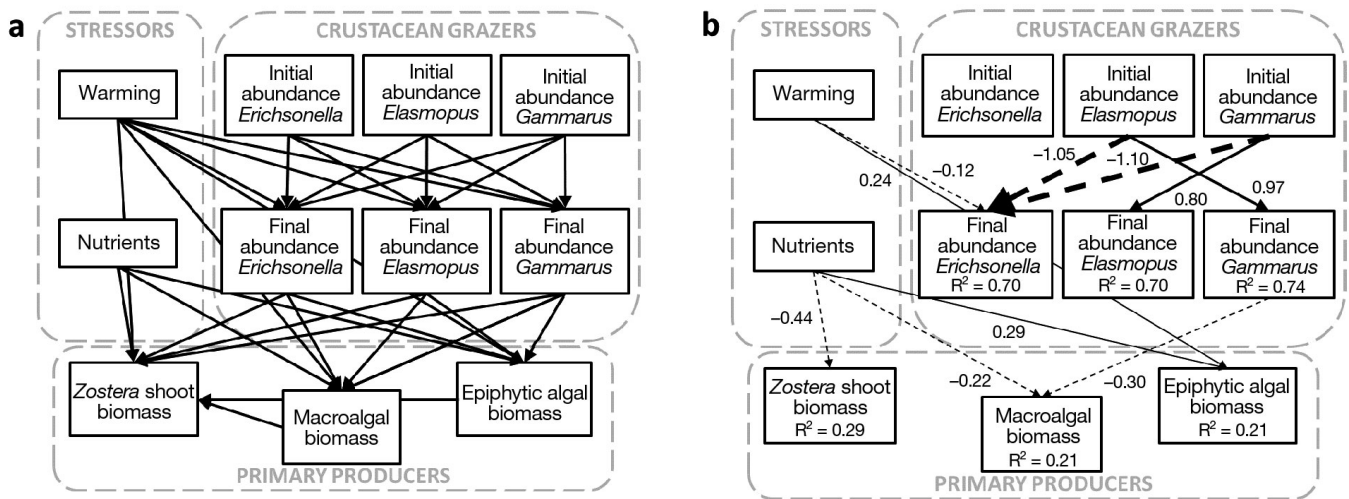 a
STRESSORS
CRUSTACEAN GRAZERS
Warming
Initial
abundance
Erichsonella
Initial
abundance
Elasmopus
Initial
abundance
Gammarus
Nutrients
Final
abundance
Erichsonella
Final
abundance
Elasmopus
Final
abundance
Gammarus
Zostera shoot
biomass
Macroalgal
biomass
Epiphytic algal
biomass
PRIMARY PRODUCERS
b
STRESSORS
CRUSTACEAN GRAZERS
Warming
Initial
abundance
Erichsonella
Initial
abundance
Elasmopus
Initial
abundance
Gammarus
−1.05
−1.10
−0.12
0.24
0.80
0.97
Nutrients
Final
abundance
Erichsonella
R² = 0.70
Final
abundance
Elasmopus
R² = 0.70
Final
abundance
Gammarus
R² = 0.74
−0.44
0.29
−0.22
−0.30
Zostera shoot
biomass
R² = 0.29
Macroalgal
biomass
R² = 0.21
Epiphytic algal
biomass
R² = 0.21
PRIMARY PRODUCERS